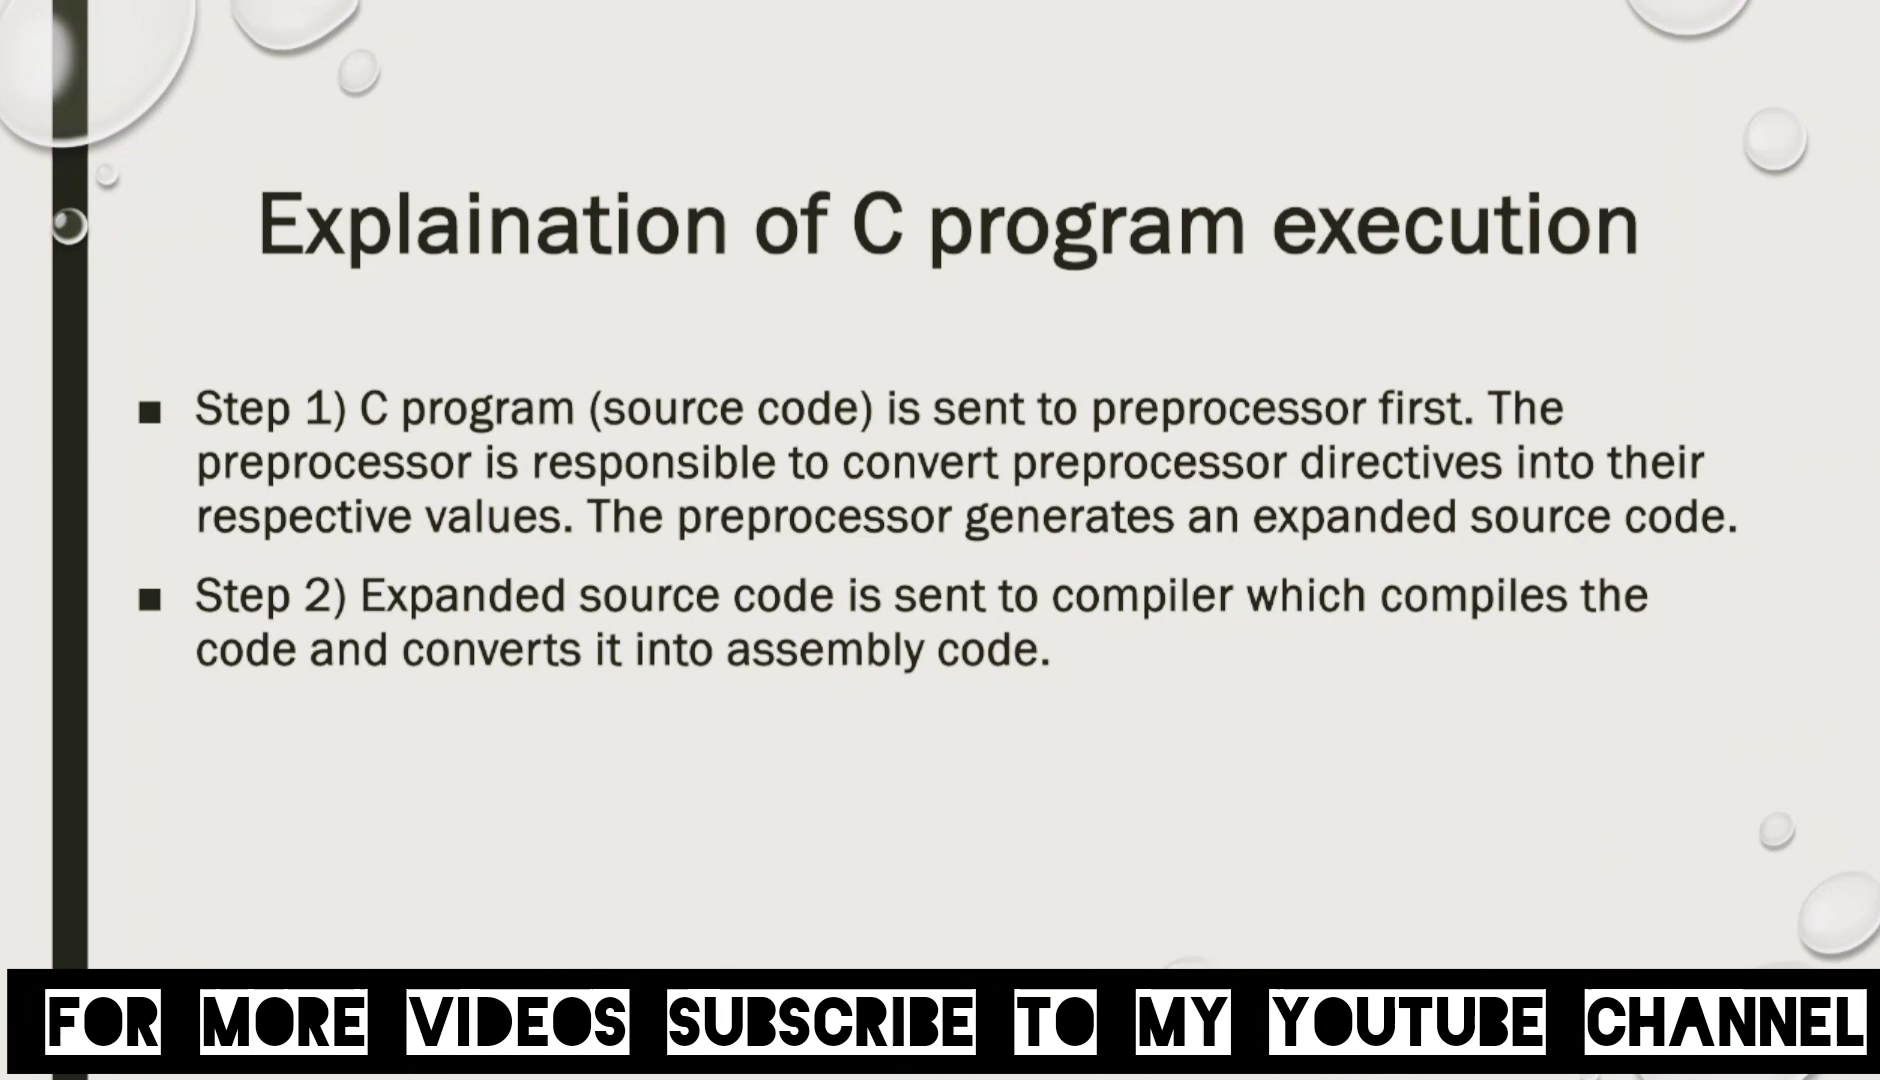 Explaination of C program execution
Step 1) C program (source code) is sent to preprocessor first. The
preprocessor is responsible to convert preprocessor directives into their
respective values. The preprocessor generates an expanded source code.
Step 2) Expanded source code is sent to compiler which compiles the
code and converts it into assembly code.
FOR MORE VIDEOS SUBSCRIBE TO MY YOUTUBE CHANNEL